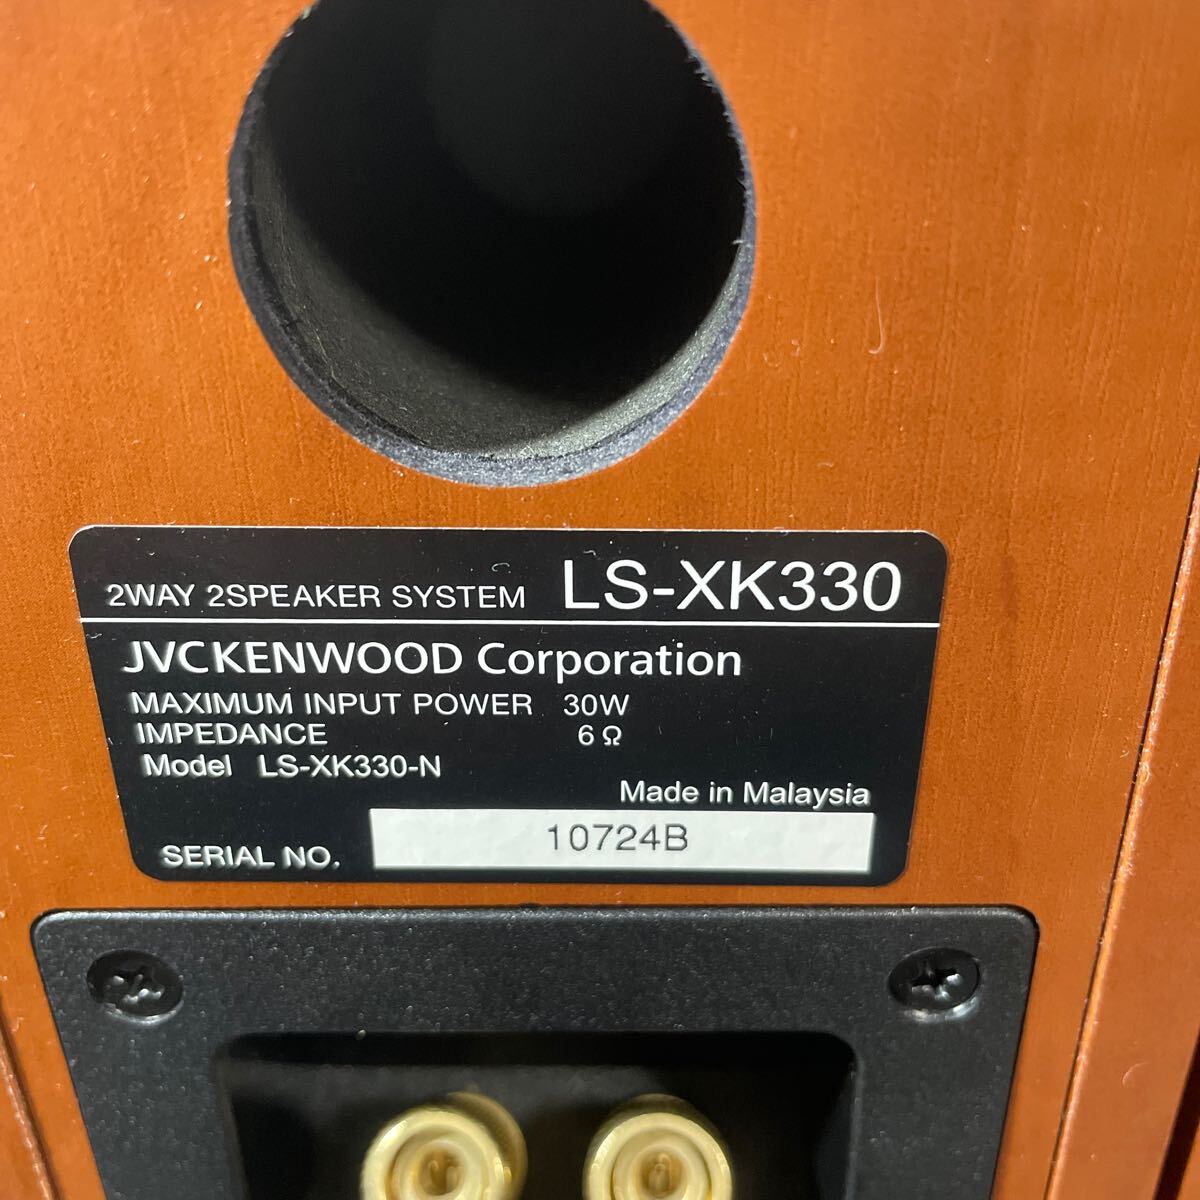 2WAY 2SPEAKER SYSTEM LS-XK330
JVCKENWOOD Corporation
MAXIMUM INPUT POWER 30W
IMPEDANCE 6Ω
Model LS-XK330-N
Made in Malaysia
SERIAL NO. 10724B